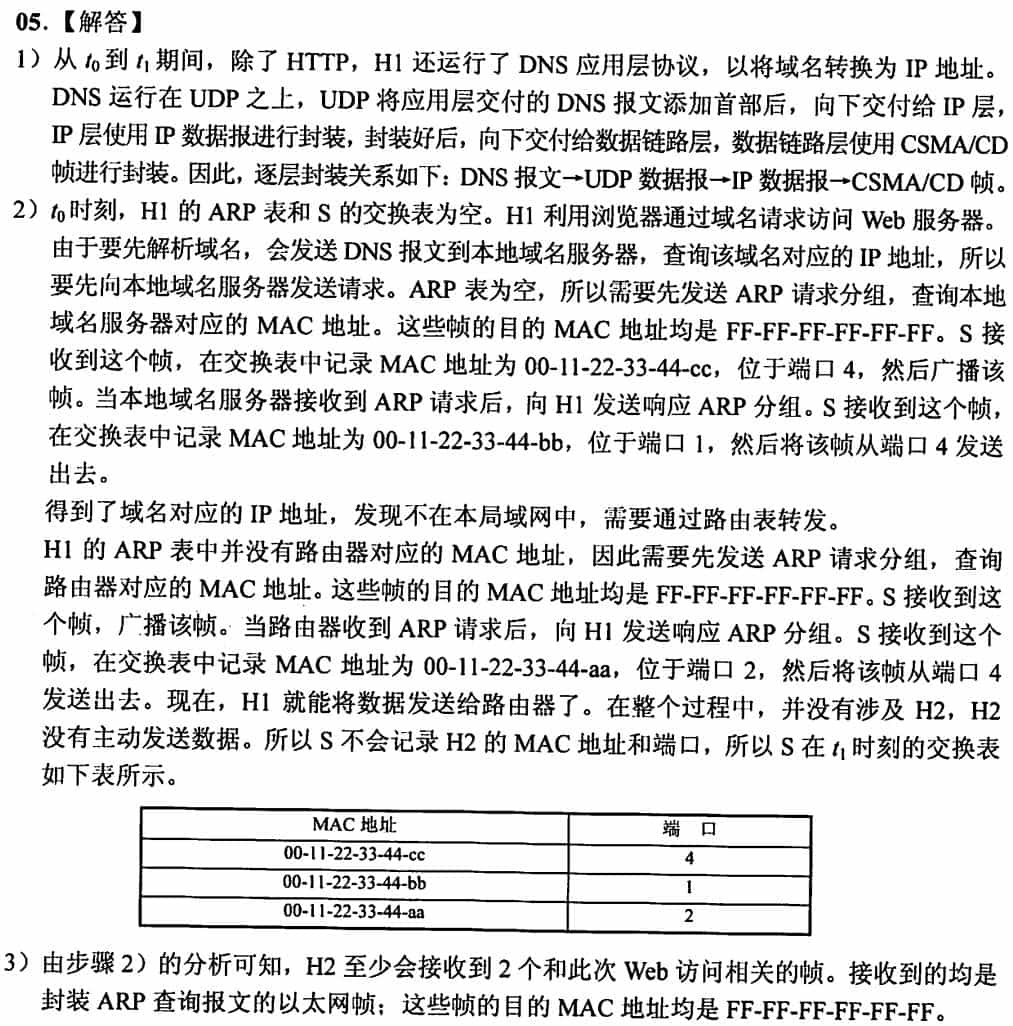 05.【解答】
1）从 t0 到 t1 期间，除了 HTTP，H1 还运行了 DNS 应用层协议，以将域名转换为 IP 地址。
DNS 运行在 UDP 之上，UDP 将应用层交付的 DNS 报文添加首部后，向下交付给 IP 层，
IP 层使用 IP 数据报进行封装，封装好后，向下交付给数据链路层，数据链路层使用 CSMA/CD
帧进行封装。因此，逐层封装关系如下：DNS 报文→UDP 数据报→IP 数据报→CSMA/CD 帧。
2）t0 时刻，H1 的 ARP 表和 S 的交换表为空。H1 利用浏览器通过域名请求访问 Web 服务器。
由于要先解析域名，会发送 DNS 报文到本地域名服务器，查询该域名对应的 IP 地址，所以
要先向本地域名服务器发送请求。ARP 表为空，所以需要先发送 ARP 请求分组，查询本地
域名服务器对应的 MAC 地址。这些帧的目的 MAC 地址均是 FF-FF-FF-FF-FF-FF。S 接
收到这个帧，在交换表中记录 MAC 地址为 00-11-22-33-44-cc，位于端口 4，然后广播该
帧。当本地域名服务器接收到 ARP 请求后，向 H1 发送响应 ARP 分组。S 接收到这个帧，
在交换表中记录 MAC 地址为 00-11-22-33-44-bb，位于端口 1，然后将该帧从端口 4 发送
出去。
得到了域名对应的 IP 地址，发现不在本局域网中，需要通过路由表转发。
H1 的 ARP 表中并没有路由器对应的 MAC 地址，因此需要先发送 ARP 请求分组，查询
路由器对应的 MAC 地址。这些帧的目的 MAC 地址均是 FF-FF-FF-FF-FF-FF。S 接收到这
个帧，广播该帧。当路由器收到 ARP 请求后，向 H1 发送响应 ARP 分组。S 接收到这个
帧，在交换表中记录 MAC 地址为 00-11-22-33-44-aa，位于端口 2，然后将该帧从端口 4
发送出去。现在，H1 就能将数据发送给路由器了。在整个过程中，并没有涉及 H2，H2
没有主动发送数据。所以 S 不会记录 H2 的 MAC 地址和端口，所以 S 在 t1 时刻的交换表
如下表所示。
MAC 地址 端 口
00-11-22-33-44-cc 4
00-11-22-33-44-bb 1
00-11-22-33-44-aa 2
3）由步骤 2）的分析可知，H2 至少会接收到 2 个和此次 Web 访问相关的帧。接收到的均是
封装 ARP 查询报文的以太网帧；这些帧的目的 MAC 地址均是 FF-FF-FF-FF-FF-FF。